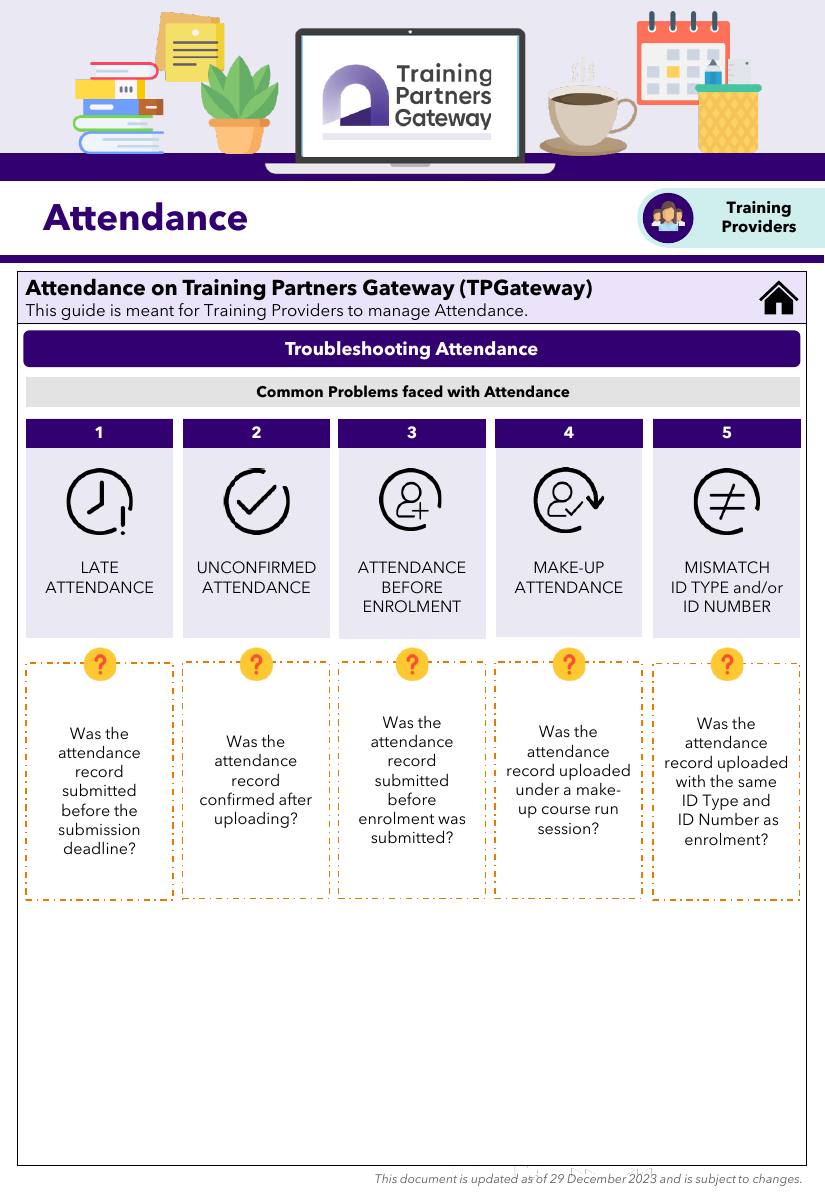 Training
Partners
Gateway
Attendance
Training
Providers
Attendance on Training Partners Gateway (TPGateway)
This guide is meant for Training Providers to manage Attendance.
Troubleshooting Attendance
Common Problems faced with Attendance
1
LATE
ATTENDANCE
2
UNCONFIRMED
ATTENDANCE
3
ATTENDANCE
BEFORE
ENROLMENT
4
MAKE-UP
ATTENDANCE
5
MISMATCH
ID TYPE and/or
ID NUMBER
?
Was the
attendance
record
submitted
before the
submission
deadline?
?
Was the
attendance
record
confirmed after
uploading?
?
Was the
attendance
record
submitted
before
enrolment was
submitted?
?
Was the
attendance
record uploaded
under a make-
up course run
session?
?
Was the
attendance
record uploaded
with the same
ID Type and
ID Number as
enrolment?
This document is updated as of 29 December 2023 and is subject to changes.